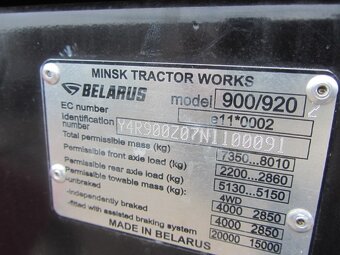 MINSK TRACTOR WORKS
BELARUS model 900/920 2
EC number e11*0002
Identification number Y4R900Z07N1100091
Total permissible mass (kg) 7350...8010
Permissible front axle load (kg) 2200...2860
Permissible rear axle load (kg) 5130...5150
Permissible towable mass (kg) 4WD
-unbraked 4000 2850
-independently braked 4000 2850
-fitted with assisted braking system 20000 15000
MADE IN BELARUS